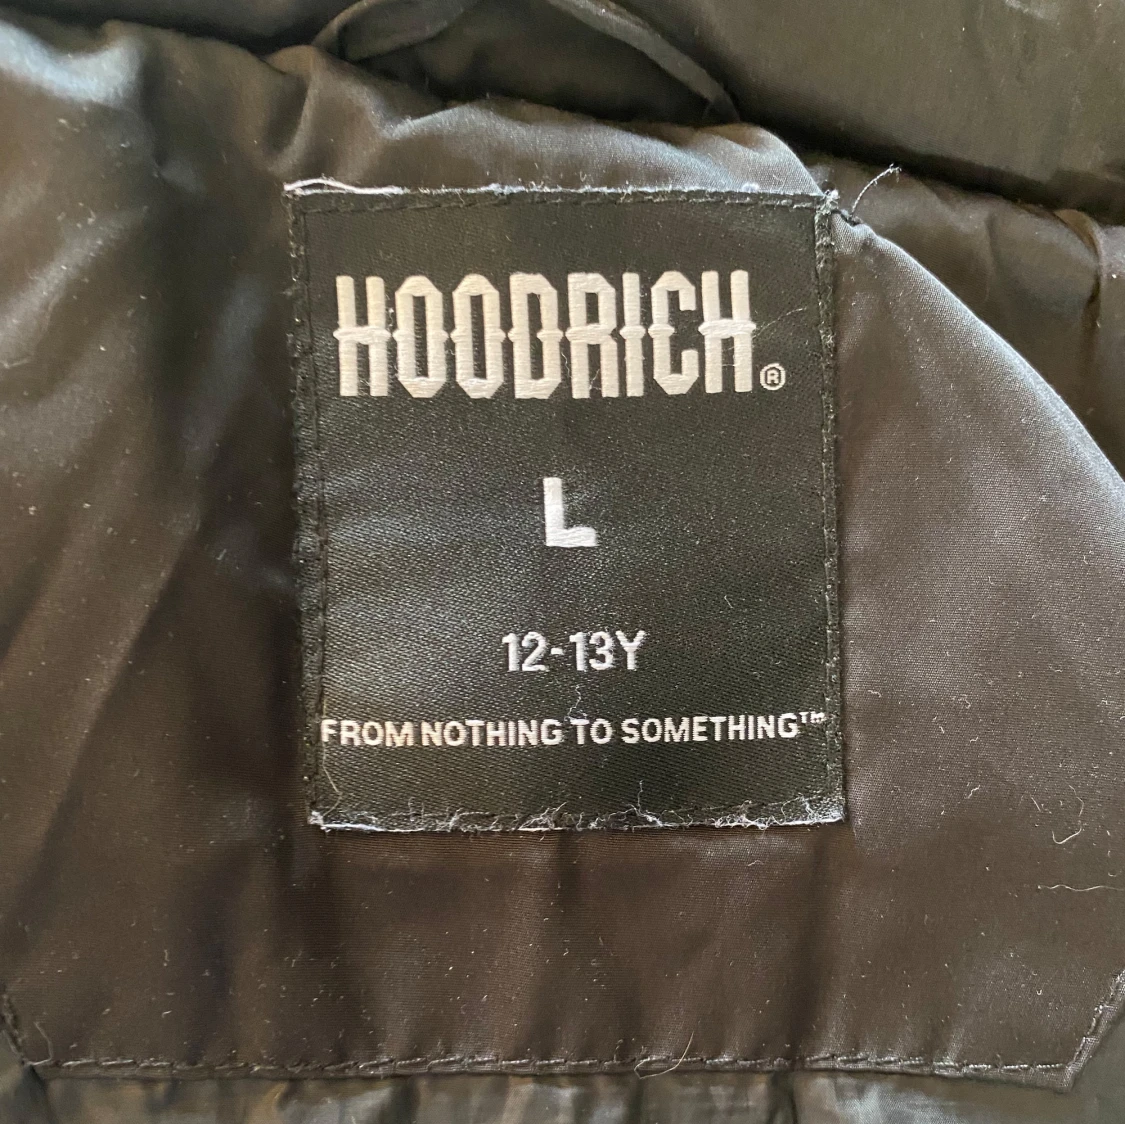 HOODRICH®
L
12-13Y
FROM NOTHING TO SOMETHING™